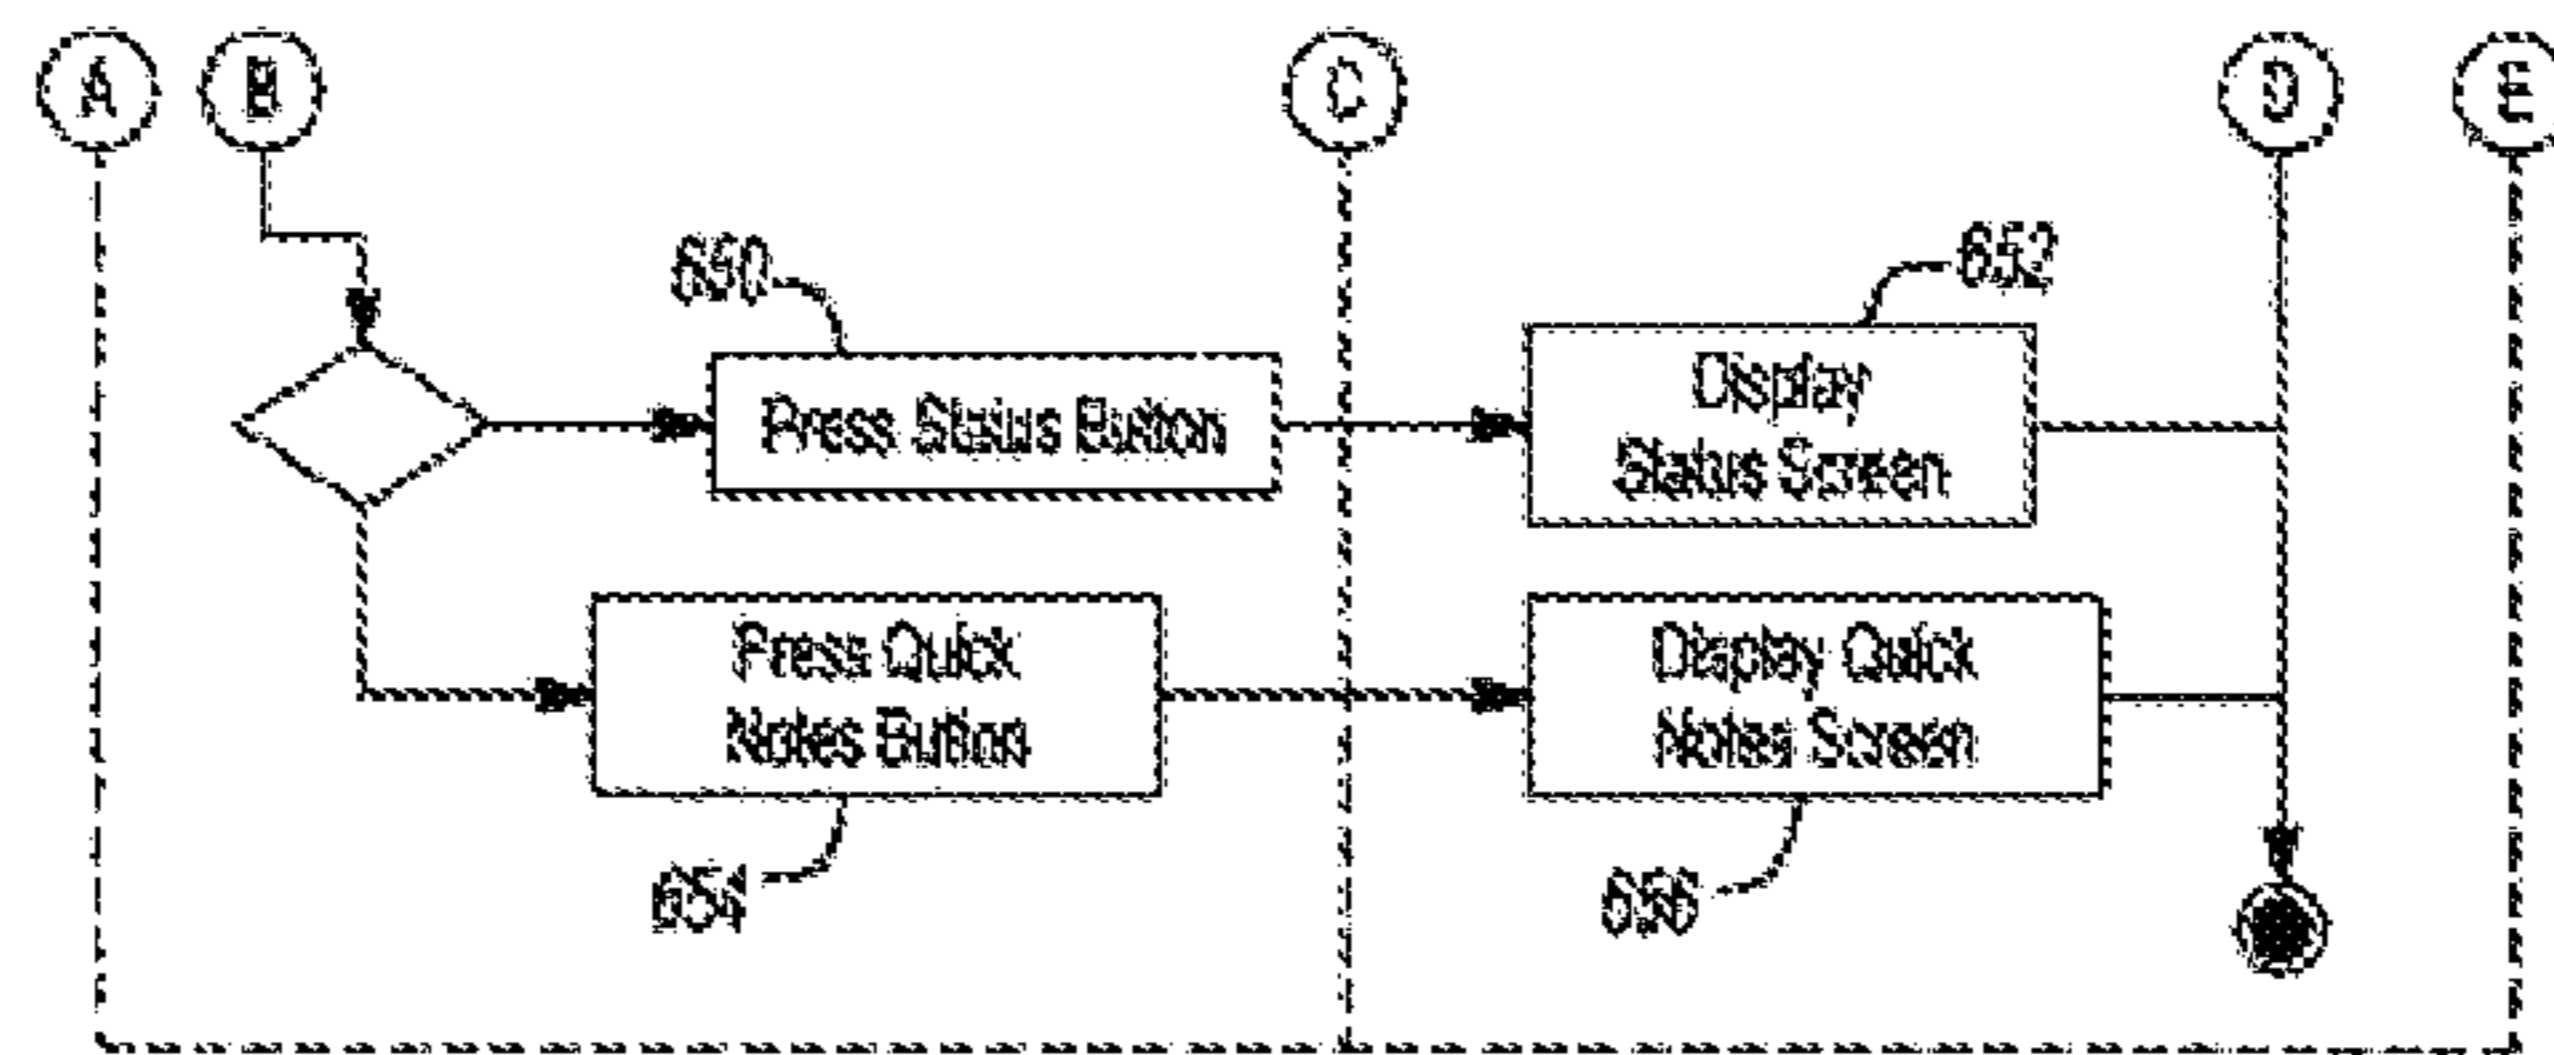 A B C D E
650
652
Press Status Button
Display
Status Screen
Press Quick
Notes Button
Display Quick
Notes Screen
654
656